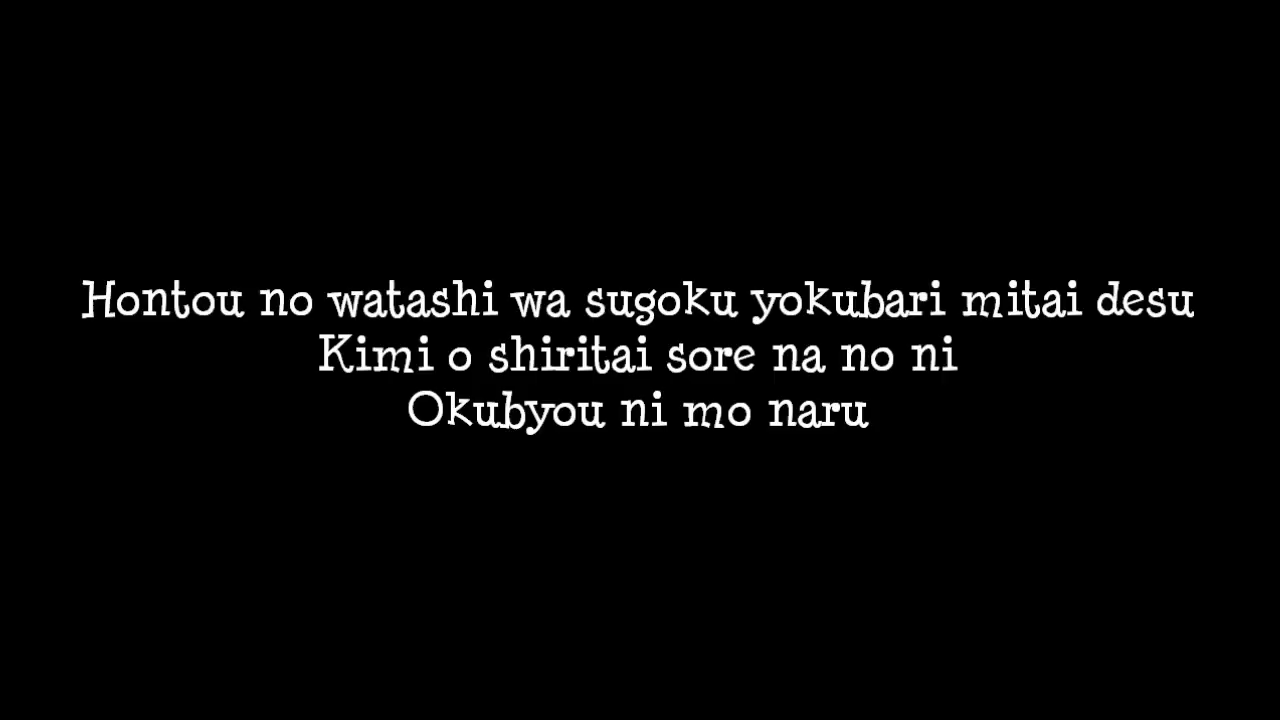 Hontou no watashi wa sugoku yokubari mitai desu
Kimi o shiritai sore na no ni
Okubyou ni mo naru